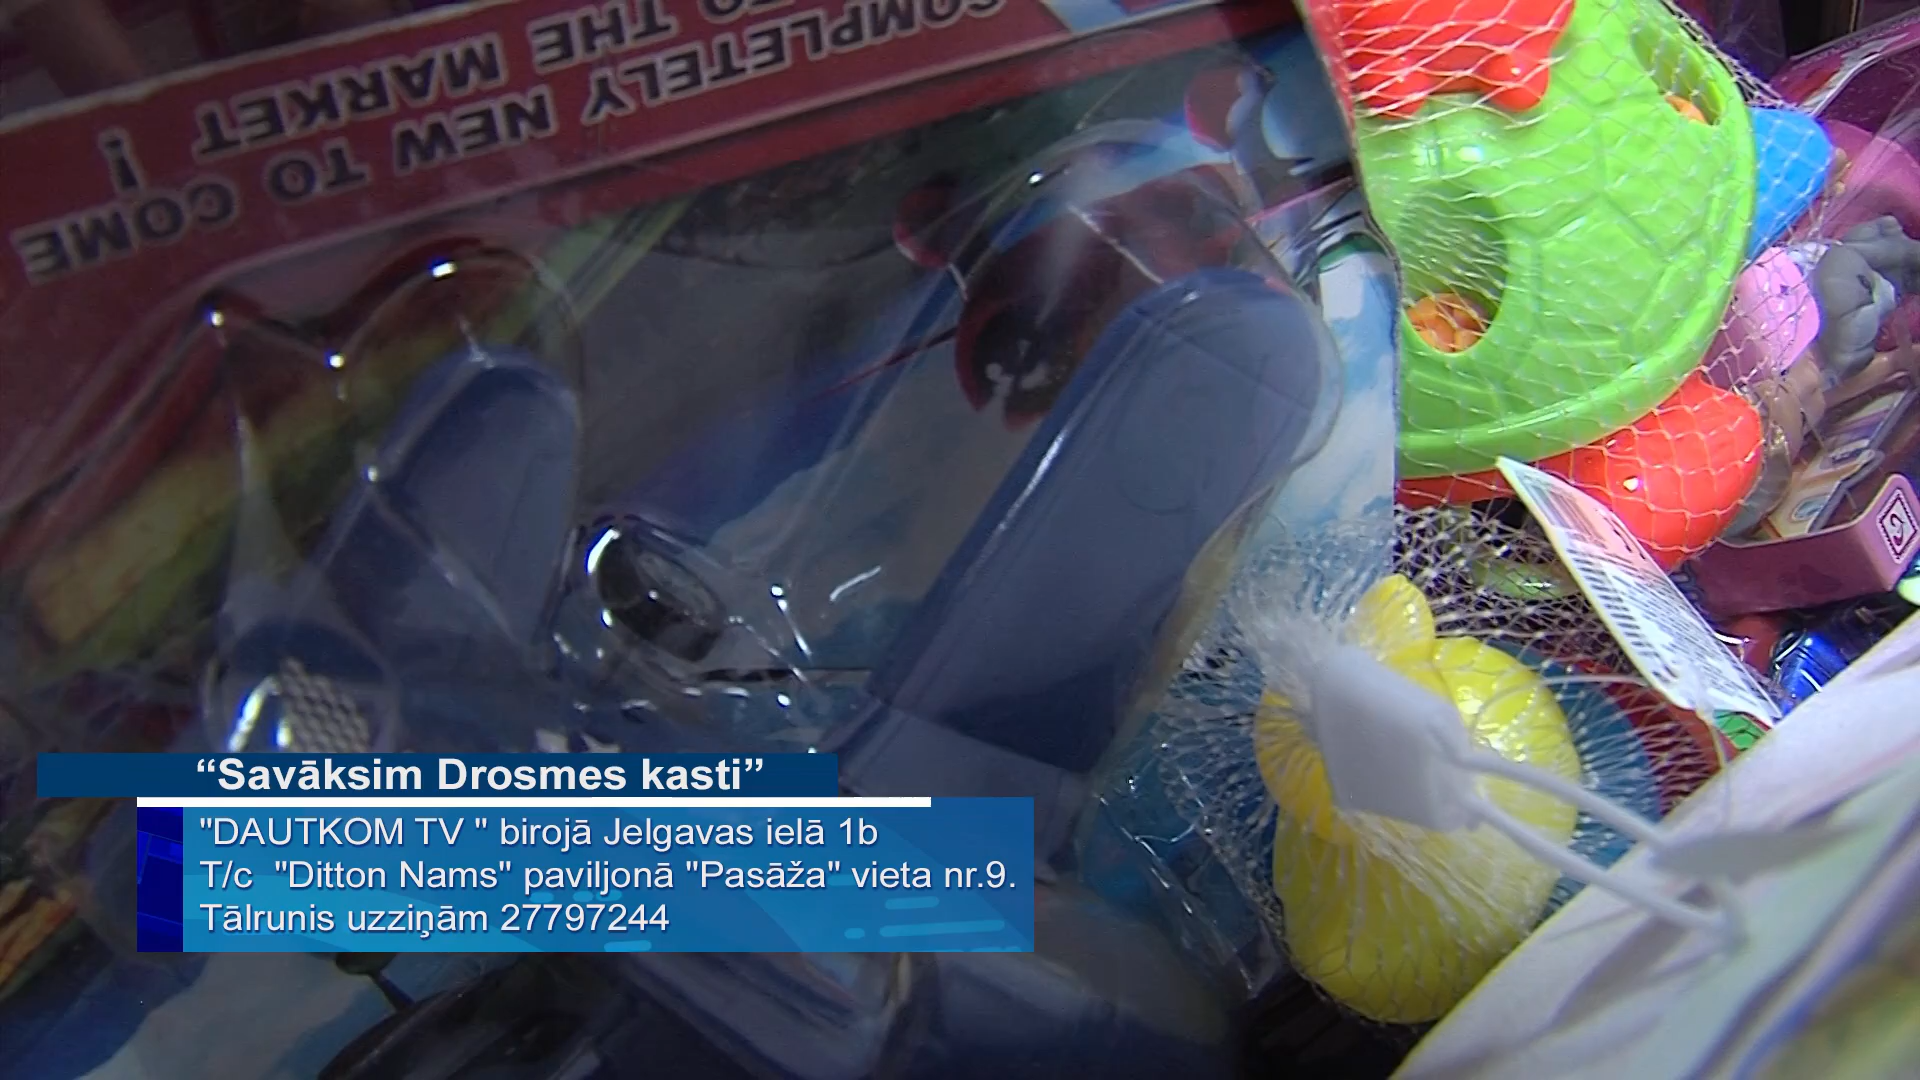 COMPLETELY NEW TO COME
TO THE MARKET !
“Savāksim Drosmes kasti”
"DAUTKOM TV " birojā Jelgavas ielā 1b
T/c  "Ditton Nams" paviljonā "Pasāža" vieta nr.9.
Tālrunis uzziņām 27797244